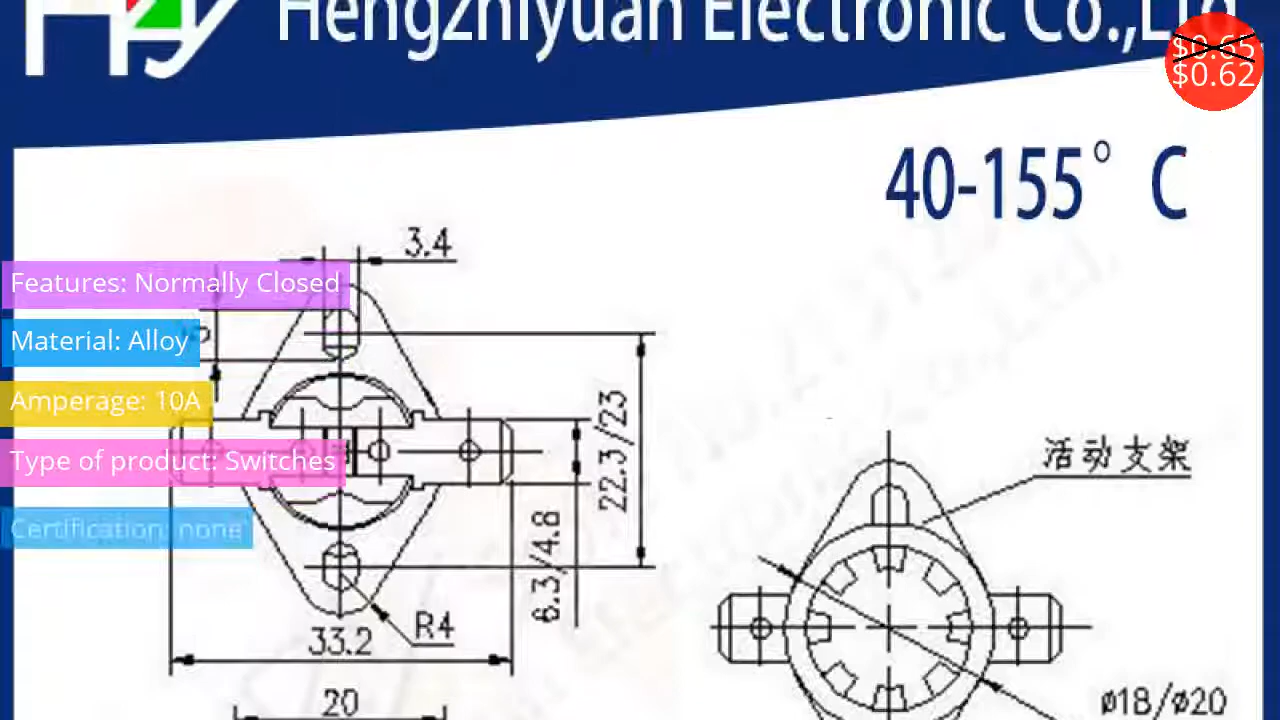 Hy
Hengzhiyuan Electronic Co.,Ltd
$0.65
$0.62
40-155° C
3.4
Features: Normally Closed
Material: Alloy
Amperage: 10A
Type of product: Switches
Certification: none
22.3/23
6.3/4.8
R4
33.2
20
活动支架
ø18/ø20